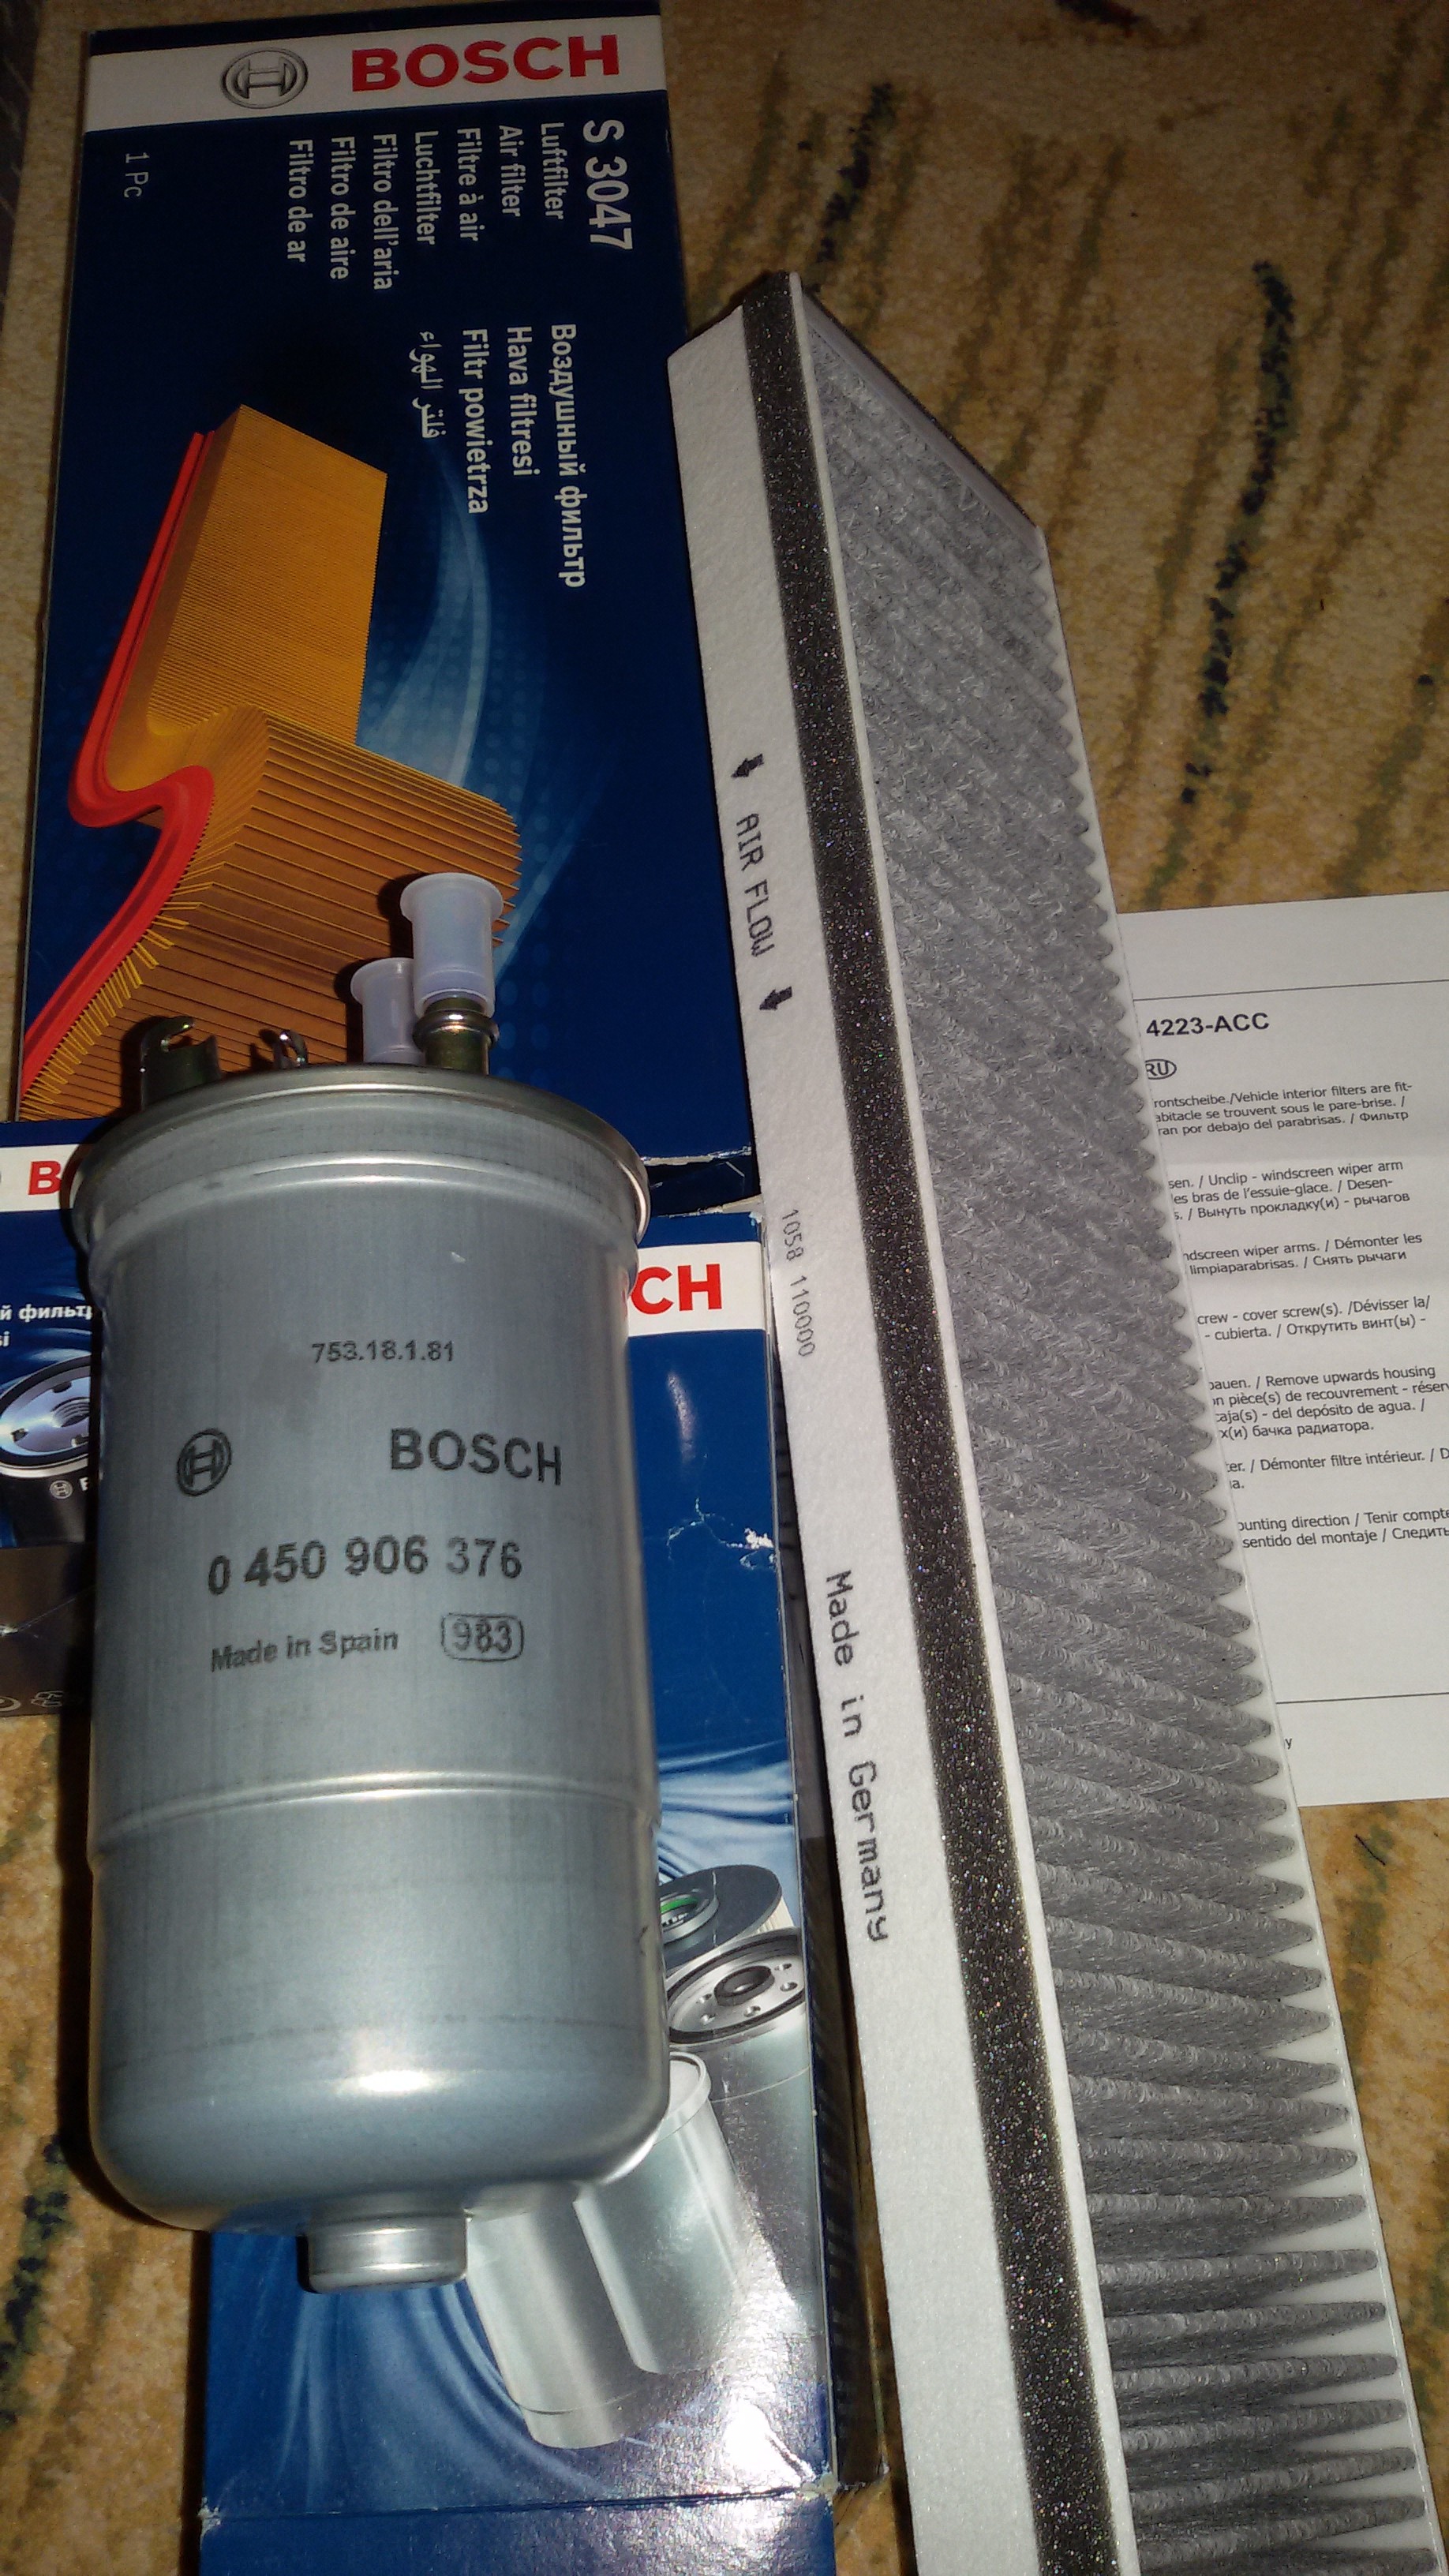 BOSCH
S 3047
Luftfilter
Air filter
Filtre à air
Luchtfilter
Filtro dell'aria
Filtro de aire
Filtro de ar
1 Pc
Воздушный фильтр
Hava filtresi
Filtr powietrza
فلتر الهواء
AIR FLOW
1058 110000
Made in Germany
753.18.1.81
BOSCH
0 450 906 376
Made in Spain 983
B
й фильтр
si
CH
4223-ACC
RU
rontscheibe./Vehicle interior filters are fit-
abitacle se trouvent sous le pare-brise. /
ran por debajo del parabrisas. / Фильтр
sen. / Unclip - windscreen wiper arm
es bras de l'essuie-glace. / Desen-
s. / Вынуть прокладку(и) - рычагов
ndscreen wiper arms. / Démonter les
limpiaparabrisas. / Снять рычаги
crew - cover screw(s). /Dévisser la/
- cubierta. / Открутить винт(ы) -
bauen. / Remove upwards housing
on pièce(s) de recouvrement - réser
caja(s) - del depósito de agua. /
х(и) бачка радиатора.
ter. / Démonter filtre intérieur. / D
a.
ounting direction / Tenir compte
sentido del montaje / Следить
y